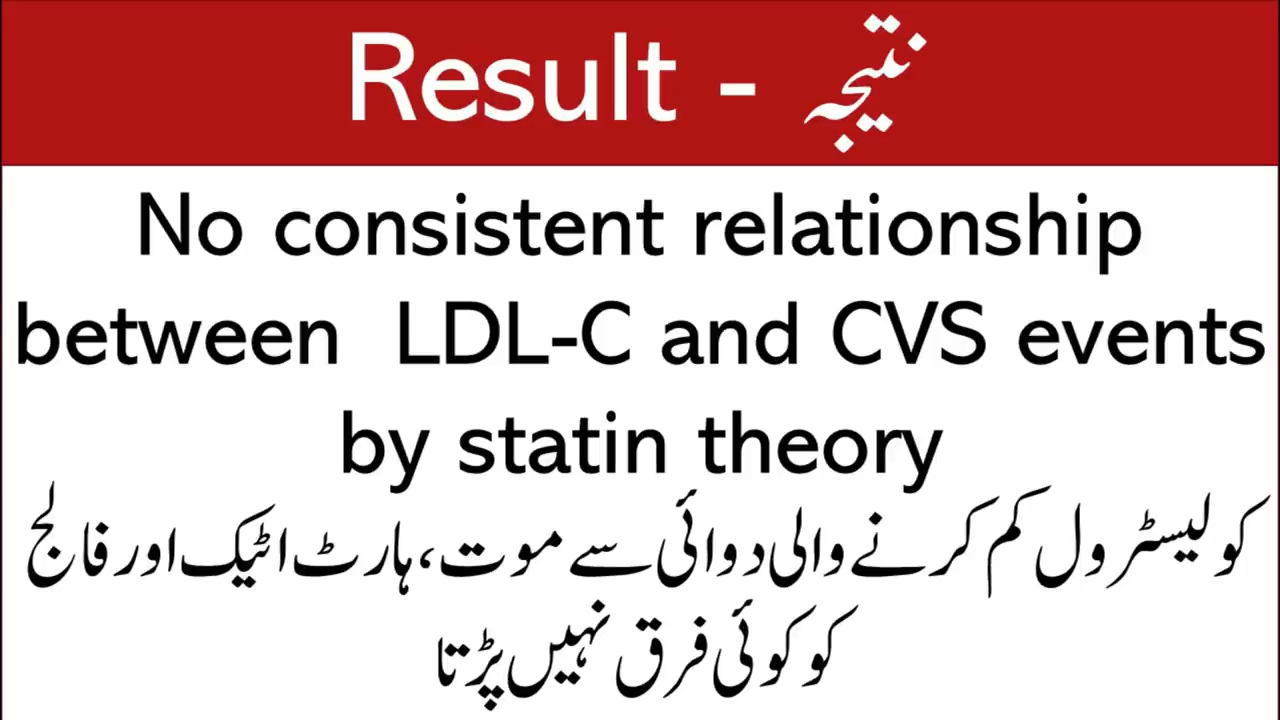 Result - نتیجہ
No consistent relationship
between LDL-C and CVS events
by statin theory
کولیسٹرول کم کرنے والی دوائی سے موت، ہارٹ اٹیک اور فالج
کو کوئی فرق نہیں پڑتا